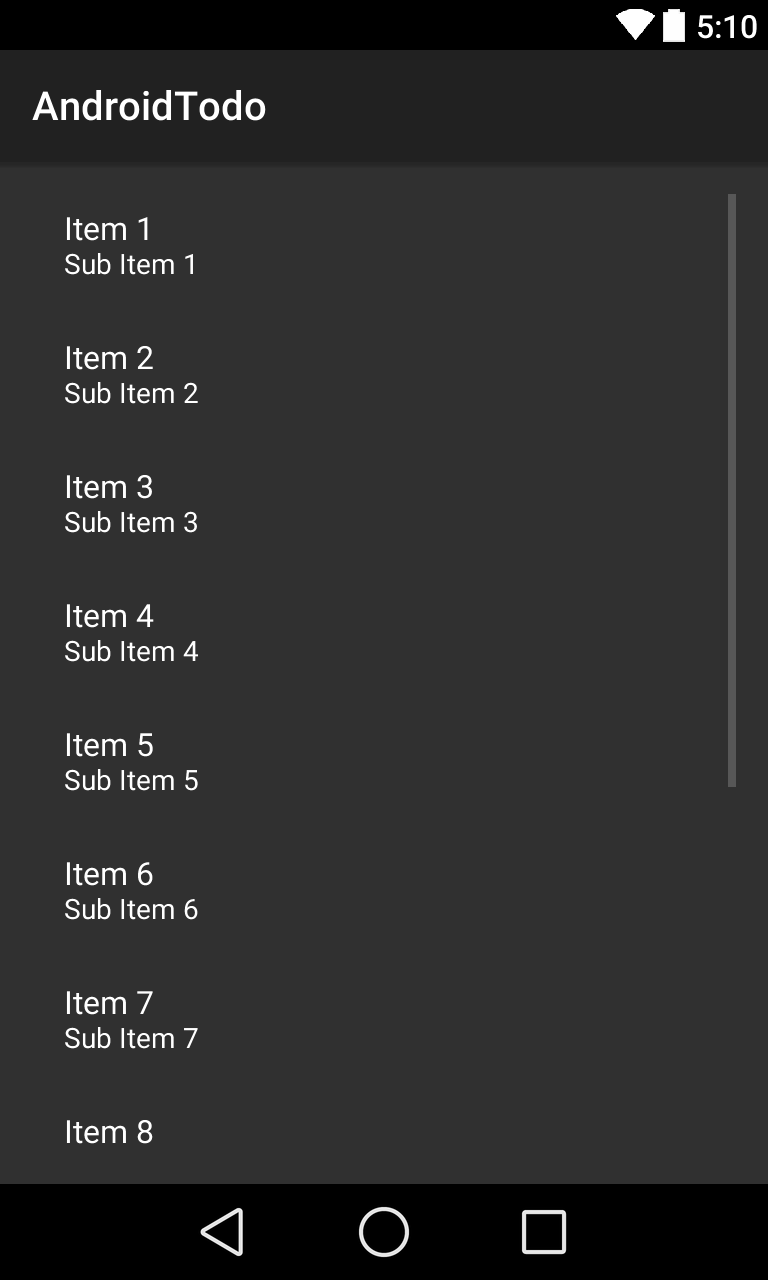 5:10
AndroidTodo
Item 1
Sub Item 1
Item 2
Sub Item 2
Item 3
Sub Item 3
Item 4
Sub Item 4
Item 5
Sub Item 5
Item 6
Sub Item 6
Item 7
Sub Item 7
Item 8